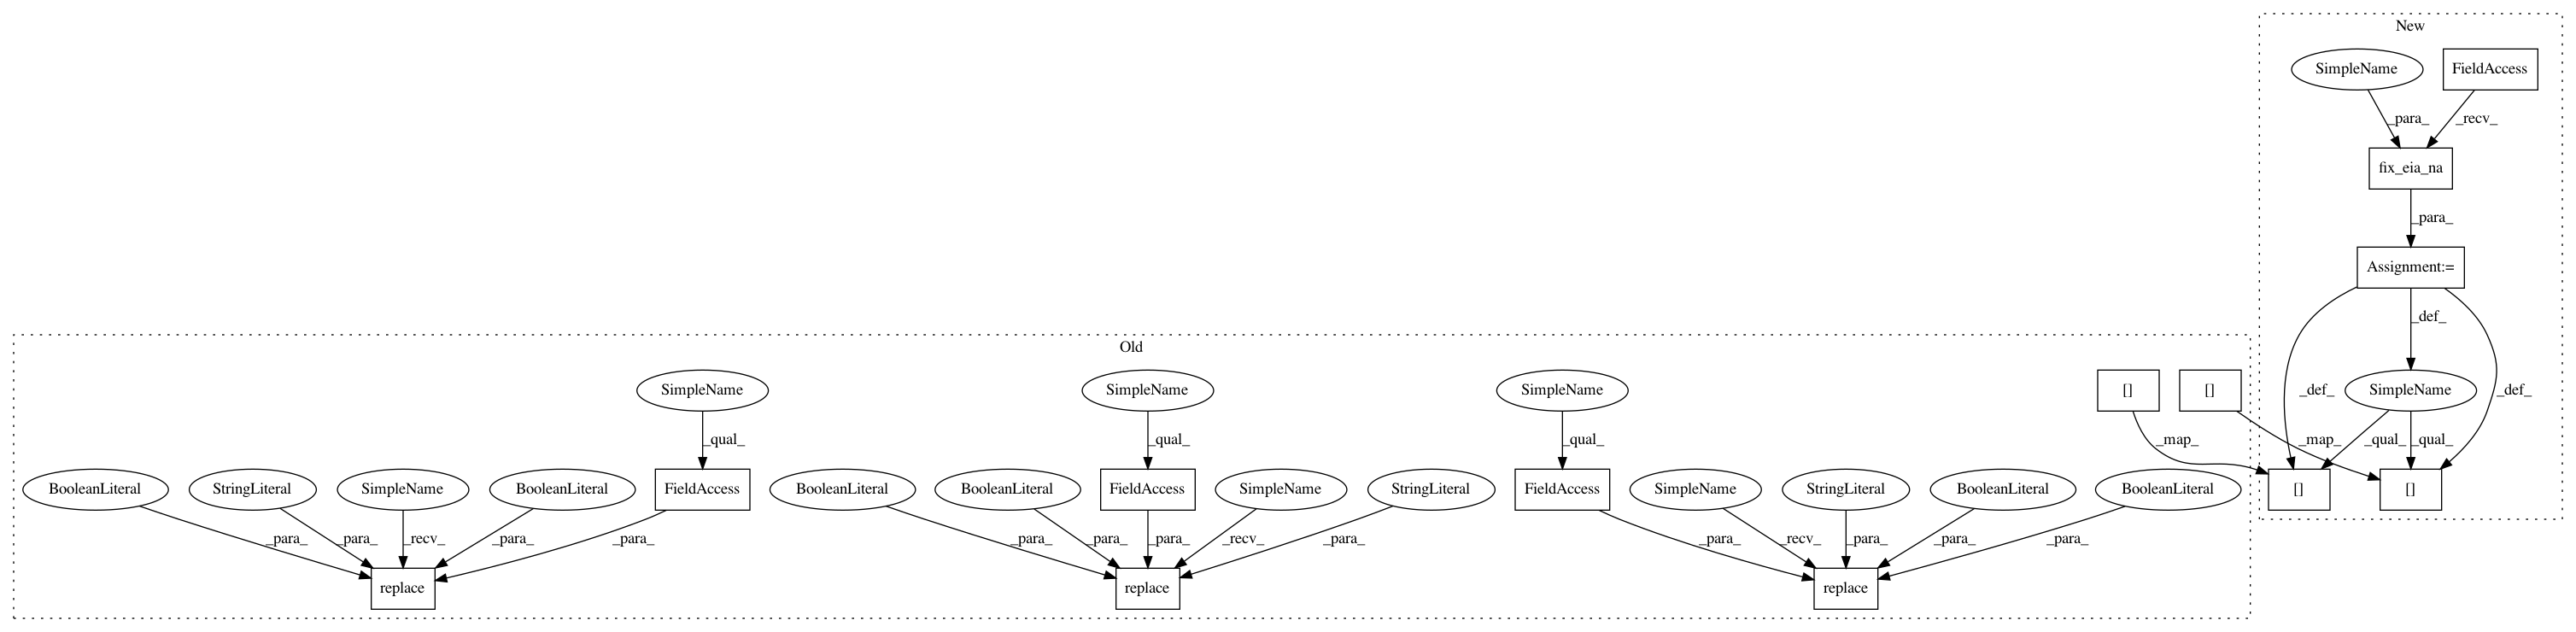 New
SimpleName
FieldAccess
_para_
_recv_
fix_eia_na
_para_
Assignment:=
_def_
_def_
_def_
SimpleName
_qual_
_qual_
[]
[]
Old
SimpleName
SimpleName
SimpleName
[]
[]
_qual_
_qual_
_qual_
_map_
_map_
BooleanLiteral
StringLiteral
SimpleName
BooleanLiteral
FieldAccess
BooleanLiteral
BooleanLiteral
FieldAccess
SimpleName
StringLiteral
FieldAccess
SimpleName
StringLiteral
BooleanLiteral
BooleanLiteral
_para_
_para_
_recv_
_para_
_para_
_para_
_para_
_para_
_recv_
_para_
_para_
_recv_
_para_
_para_
_para_
replace
replace
replace